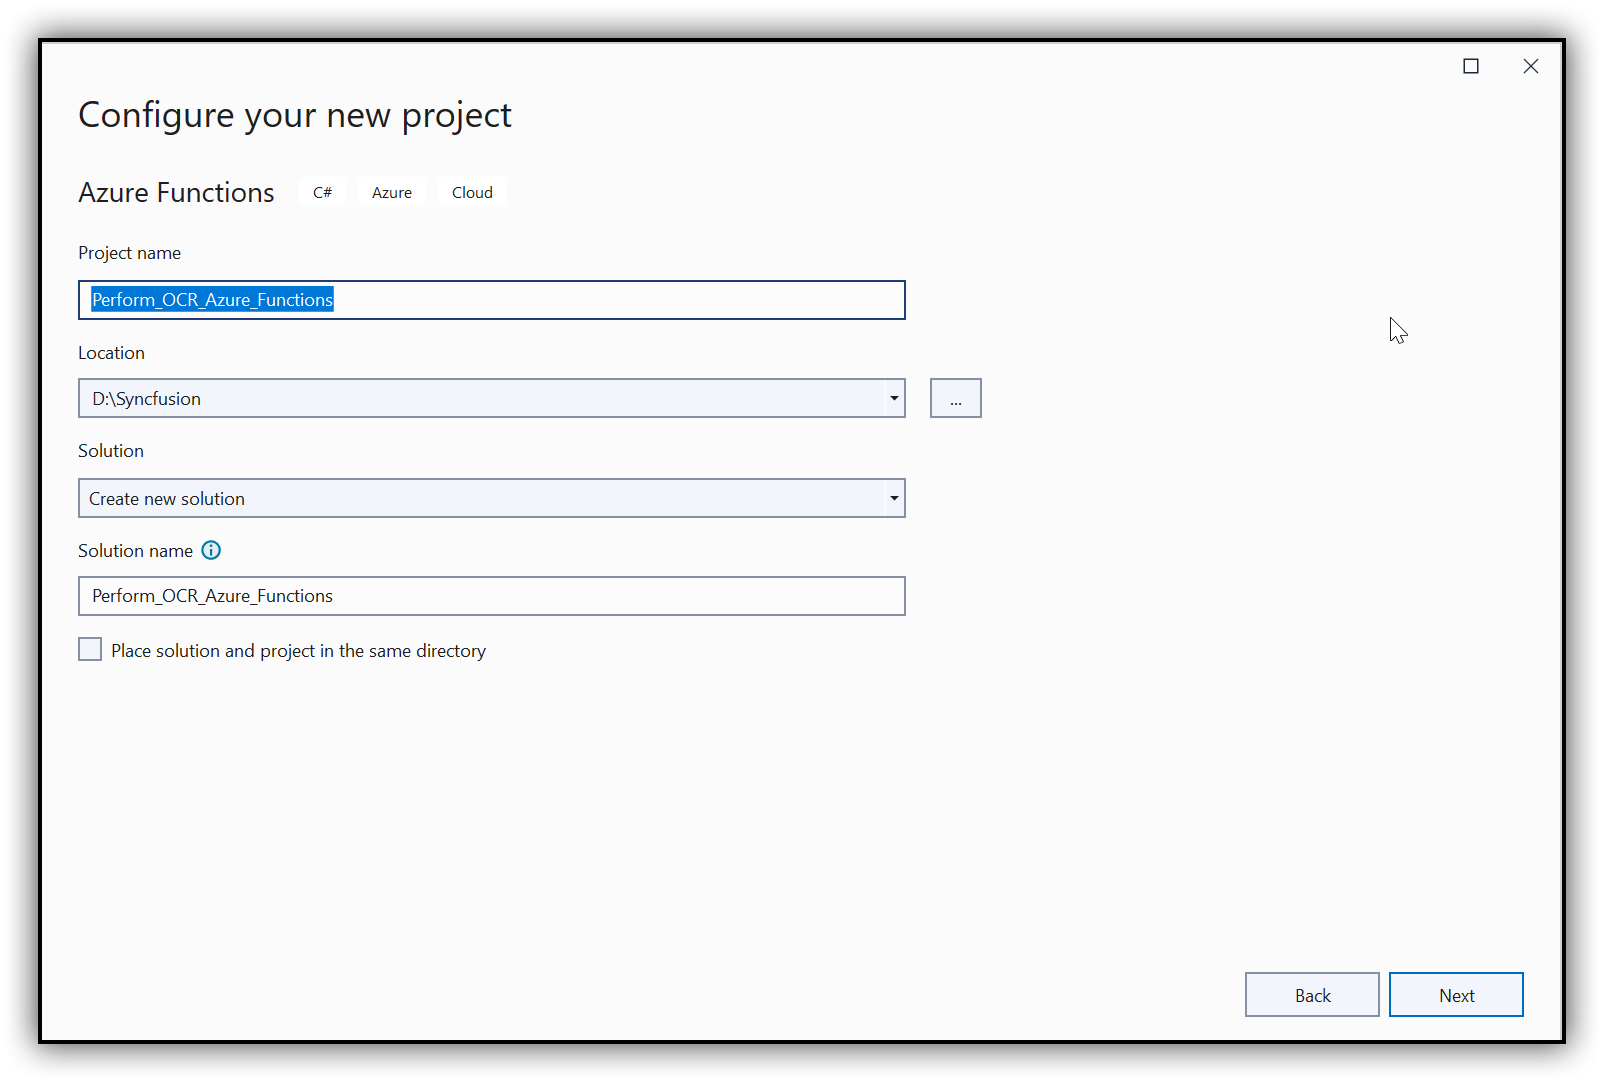 Configure your new project
Azure Functions C# Azure Cloud
Project name
Perform_OCR_Azure_Functions
Location
D:\Syncfusion
...
Solution
Create new solution
Solution name
Perform_OCR_Azure_Functions
Place solution and project in the same directory
Back Next